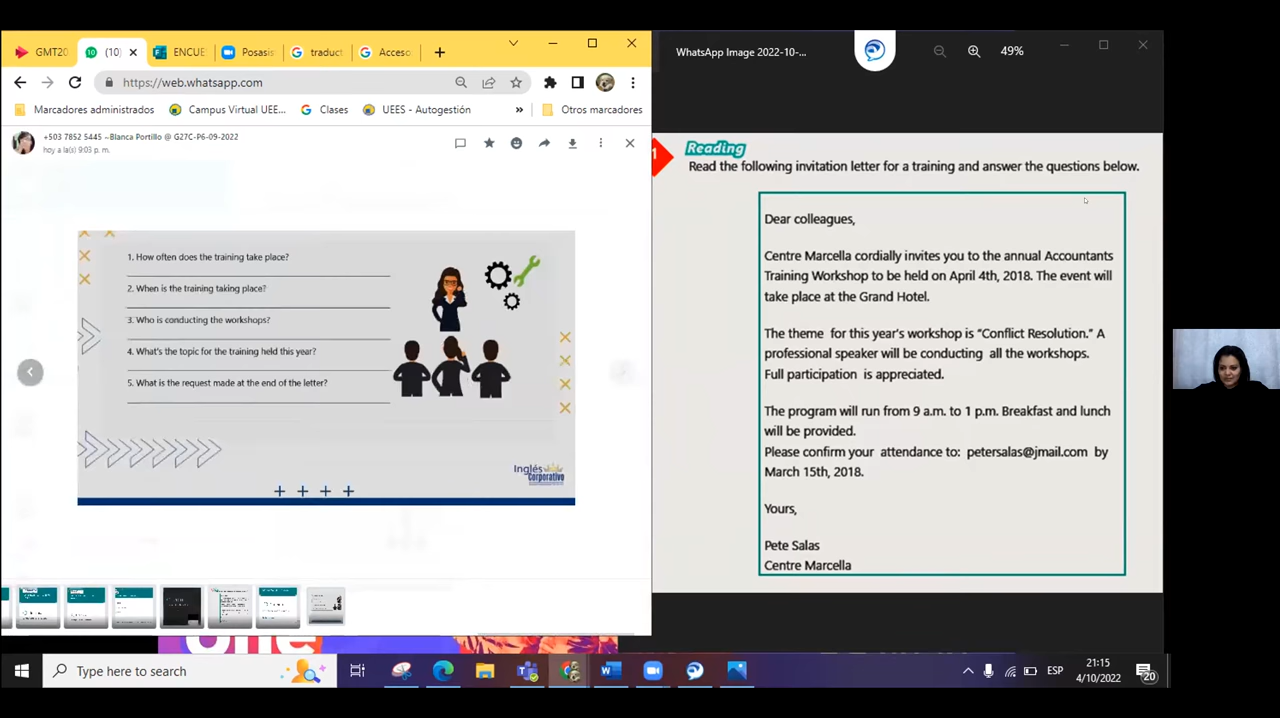 GMT20
(10)
ENCUE
Posasis
traduct
Acceso
https://web.whatsapp.com
Marcadores administrados
Campus Virtual UEE...
Clases
UEES - Autogestión
»
Otros marcadores
+503 7852 5445 ~Blanca Portillo @ G27C-P6-09-2022
hoy a la(s) 9:03 p. m.
1. How often does the training take place?
2. When is the training taking place?
3. Who is conducting the workshops?
4. What's the topic for the training held this year?
5. What is the request made at the end of the letter?
Inglés
Corporativo
WhatsApp Image 2022-10-...
49%
1
Reading
Read the following invitation letter for a training and answer the questions below.
Dear colleagues,
Centre Marcella cordially invites you to the annual Accountants
Training Workshop to be held on April 4th, 2018. The event will
take place at the Grand Hotel.
The theme for this year's workshop is "Conflict Resolution." A
professional speaker will be conducting all the workshops.
Full participation is appreciated.
The program will run from 9 a.m. to 1 p.m. Breakfast and lunch
will be provided.
Please confirm your attendance to: petersalas@jmail.com by
March 15th, 2018.
Yours,
Pete Salas
Centre Marcella
one
Type here to search
ESP
21:15
4/10/2022
20